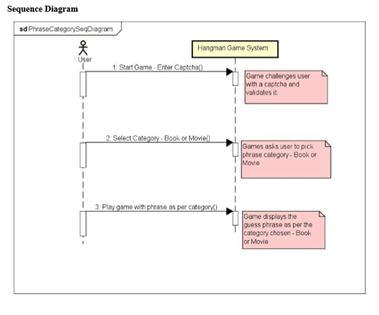 Sequence Diagram
sd PhraseCategorySeqDiagram
: User
Hangman Game System
1: Start Game - Enter Captcha()
Game challenges user
with a captcha and
validates it.
2: Select Category - Book or Movie()
Games asks user to pick
phrase category - Book or
Movie
3: Play game with phrase as per category()
Game displays the
guess phrase as per the
category chosen - Book
or Movie